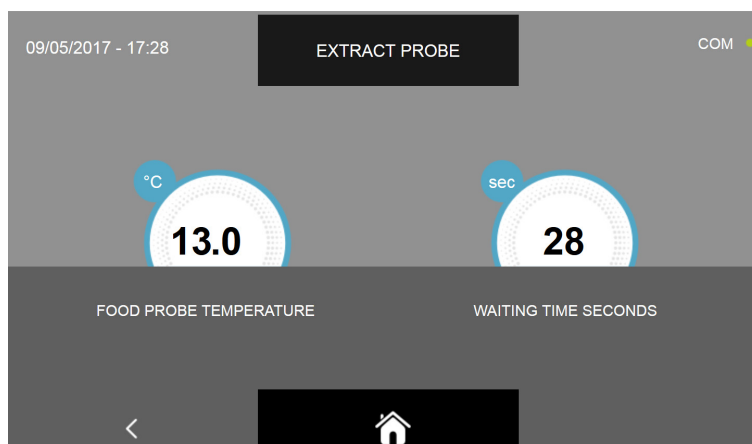 09/05/2017 - 17:28
EXTRACT PROBE
COM
°C
sec
13.0
28
FOOD PROBE TEMPERATURE
WAITING TIME SECONDS